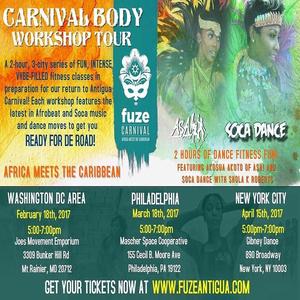 CARNIVAL BODY
WORKSHOP TOUR
A 2-hour, 3-city series of FUN, INTENSE,
VIBE-FILLED fitness classes in
preparation for our return to Antigua
Carnival! Each workshop features the
latest in Afrobeat and Soca music
and dance moves to get you
READY FOR DE ROAD!
AFRICA MEETS THE CARIBBEAN
fuze
CARNIVAL
SOCA DANCE
2 HOURS OF DANCE FITNESS FUN!
FEATURING AKOSUA AKOTO OF
SOCA DANCE WITH SHOLA K ROBERTS
WASHINGTON DC AREA
February 18th, 2017
5:00-7:00pm
Joes Movement Emporium
3309 Bunker Hill Rd
Mt Rainier, MD 20712
PHILADELPHIA
March 18th, 2017
5:00-7:00pm
Mascher Space Cooperative
155 Cecil B. Moore Ave
Philadelphia, PA 19122
NEW YORK CITY
April 15th, 2017
5:00pm-7:00pm
Gibney Dance
890 Broadway
New York, NY 10003
GET YOUR TICKETS NOW AT WWW.FUZEANTIGUA.COM